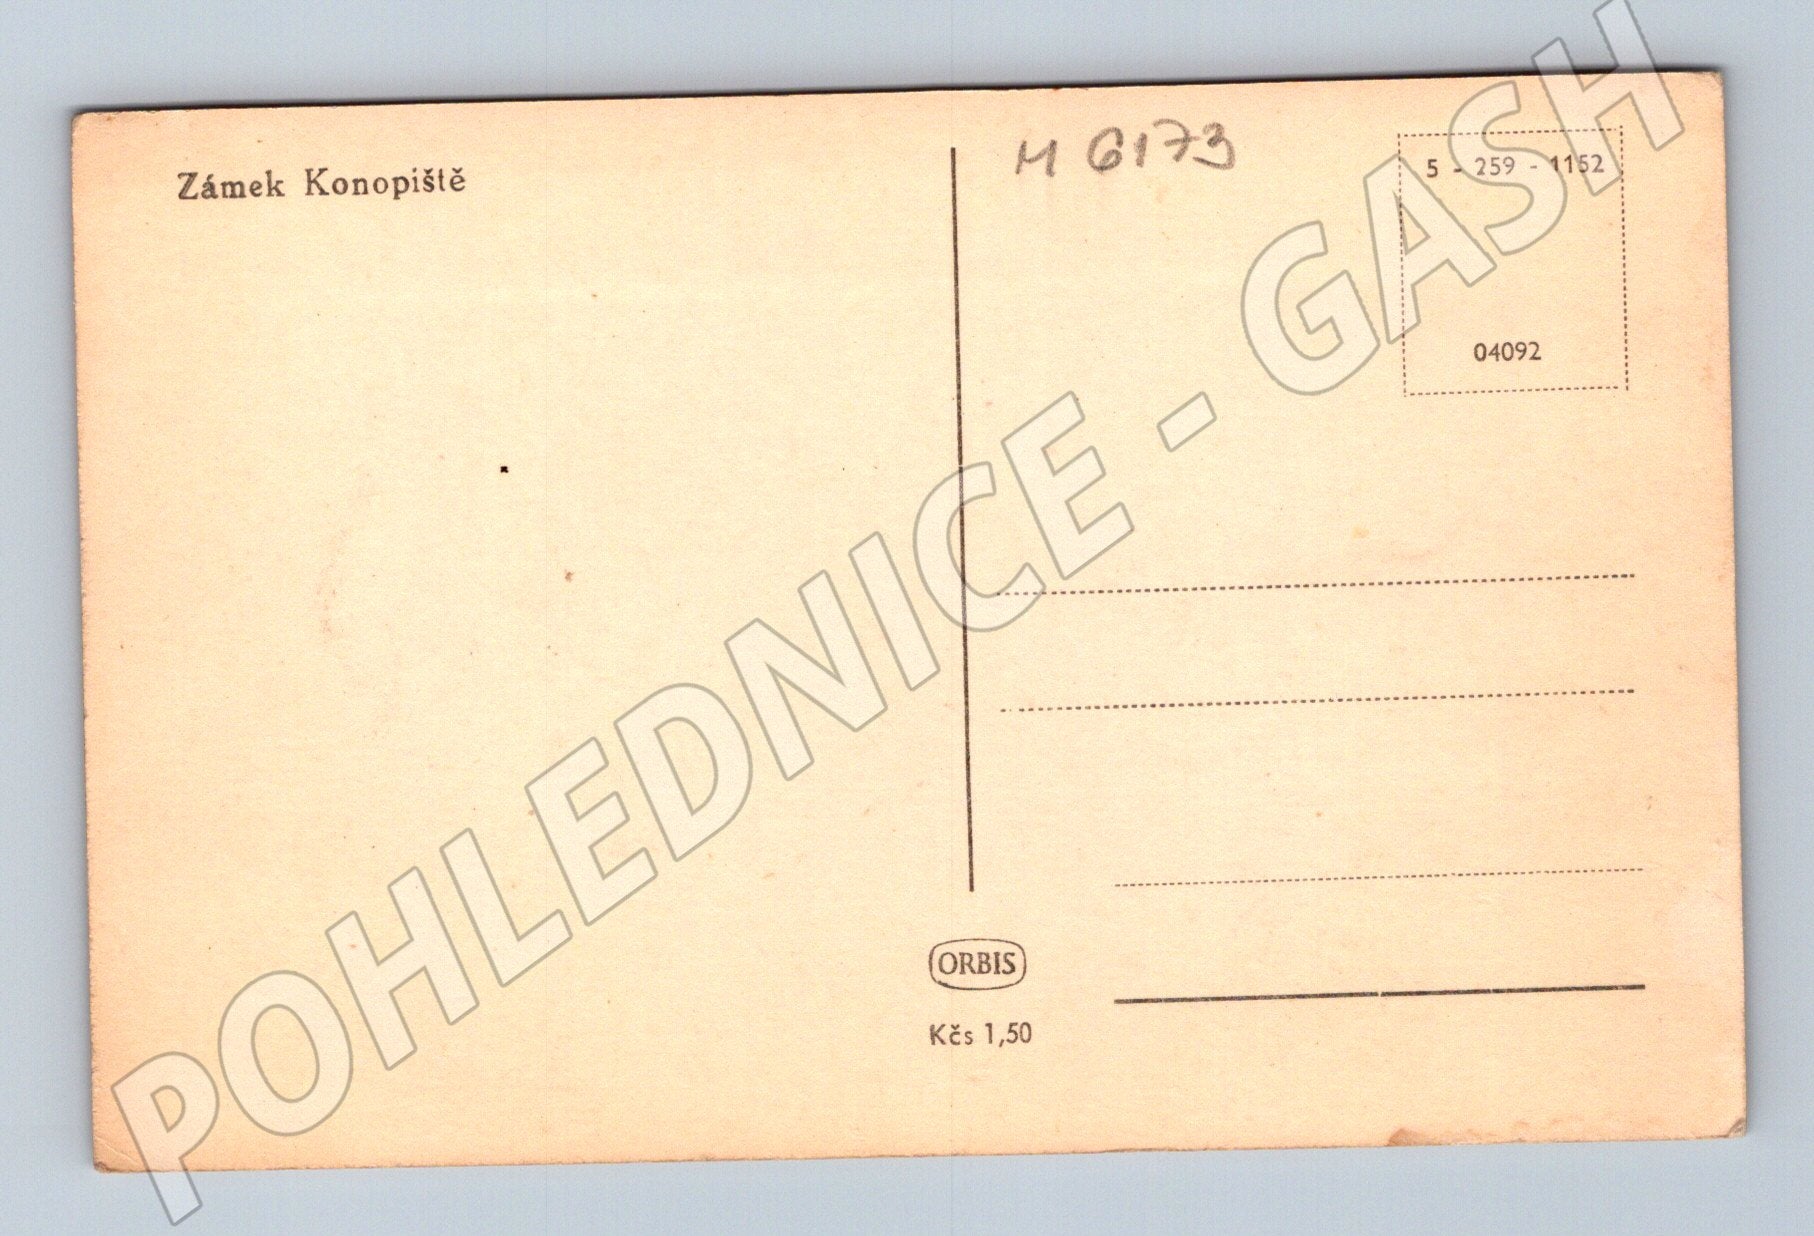 Zámek Konopiště
M 6173
5 - 259 - 1152
04092
ORBIS
Kčs 1,50
POHLEDNICE - GASH